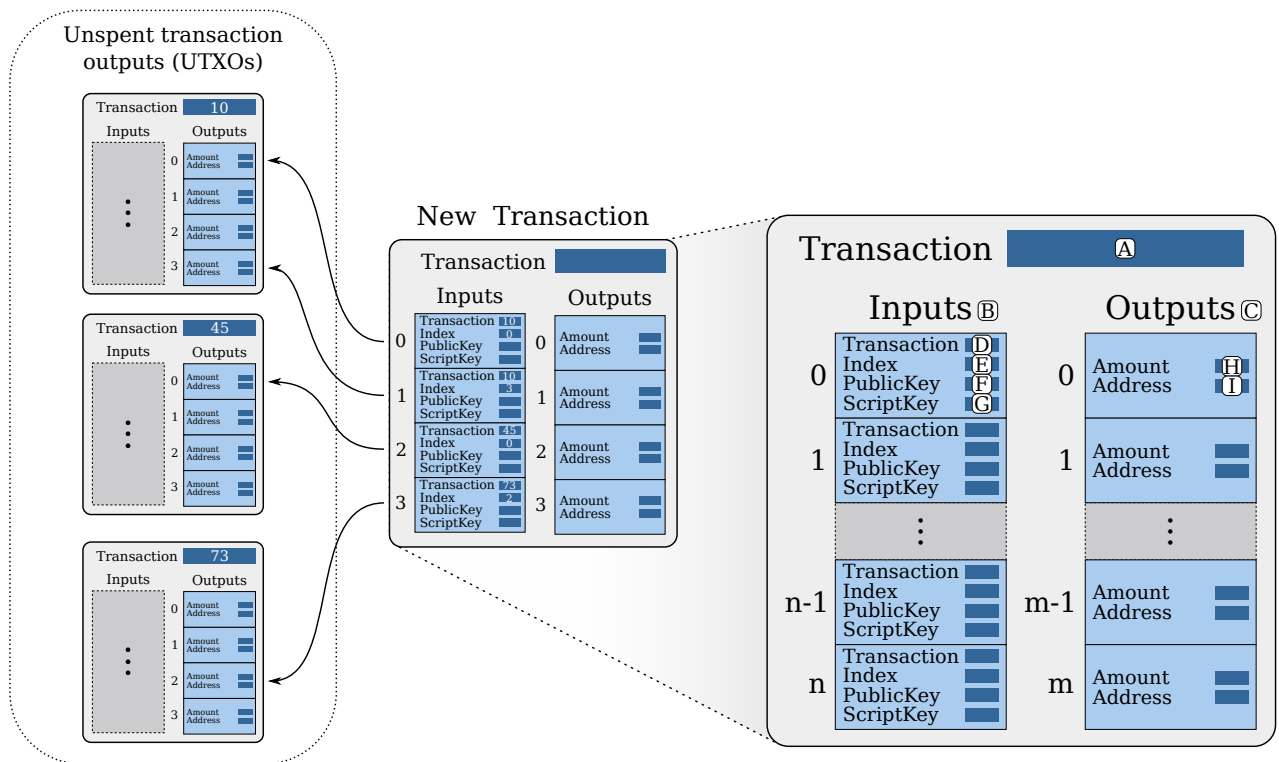 Unspent transaction
outputs (UTXOs)
Transaction 10
Inputs Outputs
0 Amount
Address
1 Amount
Address
2 Amount
Address
3 Amount
Address
Transaction 45
Inputs Outputs
0 Amount
Address
1 Amount
Address
2 Amount
Address
3 Amount
Address
Transaction 73
Inputs Outputs
0 Amount
Address
1 Amount
Address
2 Amount
Address
3 Amount
Address
New Transaction
Transaction
Inputs
0
Transaction 10
Index 0
PublicKey
ScriptKey
1
Transaction 10
Index 3
PublicKey
ScriptKey
2
Transaction 45
Index 0
PublicKey
ScriptKey
3
Transaction 73
Index 2
PublicKey
ScriptKey
Outputs
0
Amount
Address
1
Amount
Address
2
Amount
Address
3
Amount
Address
Transaction A
Inputs B
0
Transaction D
Index E
PublicKey F
ScriptKey G
1
Transaction
Index
PublicKey
ScriptKey
n-1
Transaction
Index
PublicKey
ScriptKey
n
Transaction
Index
PublicKey
ScriptKey
Outputs C
0
Amount H
Address I
1
Amount
Address
m-1
Amount
Address
m
Amount
Address